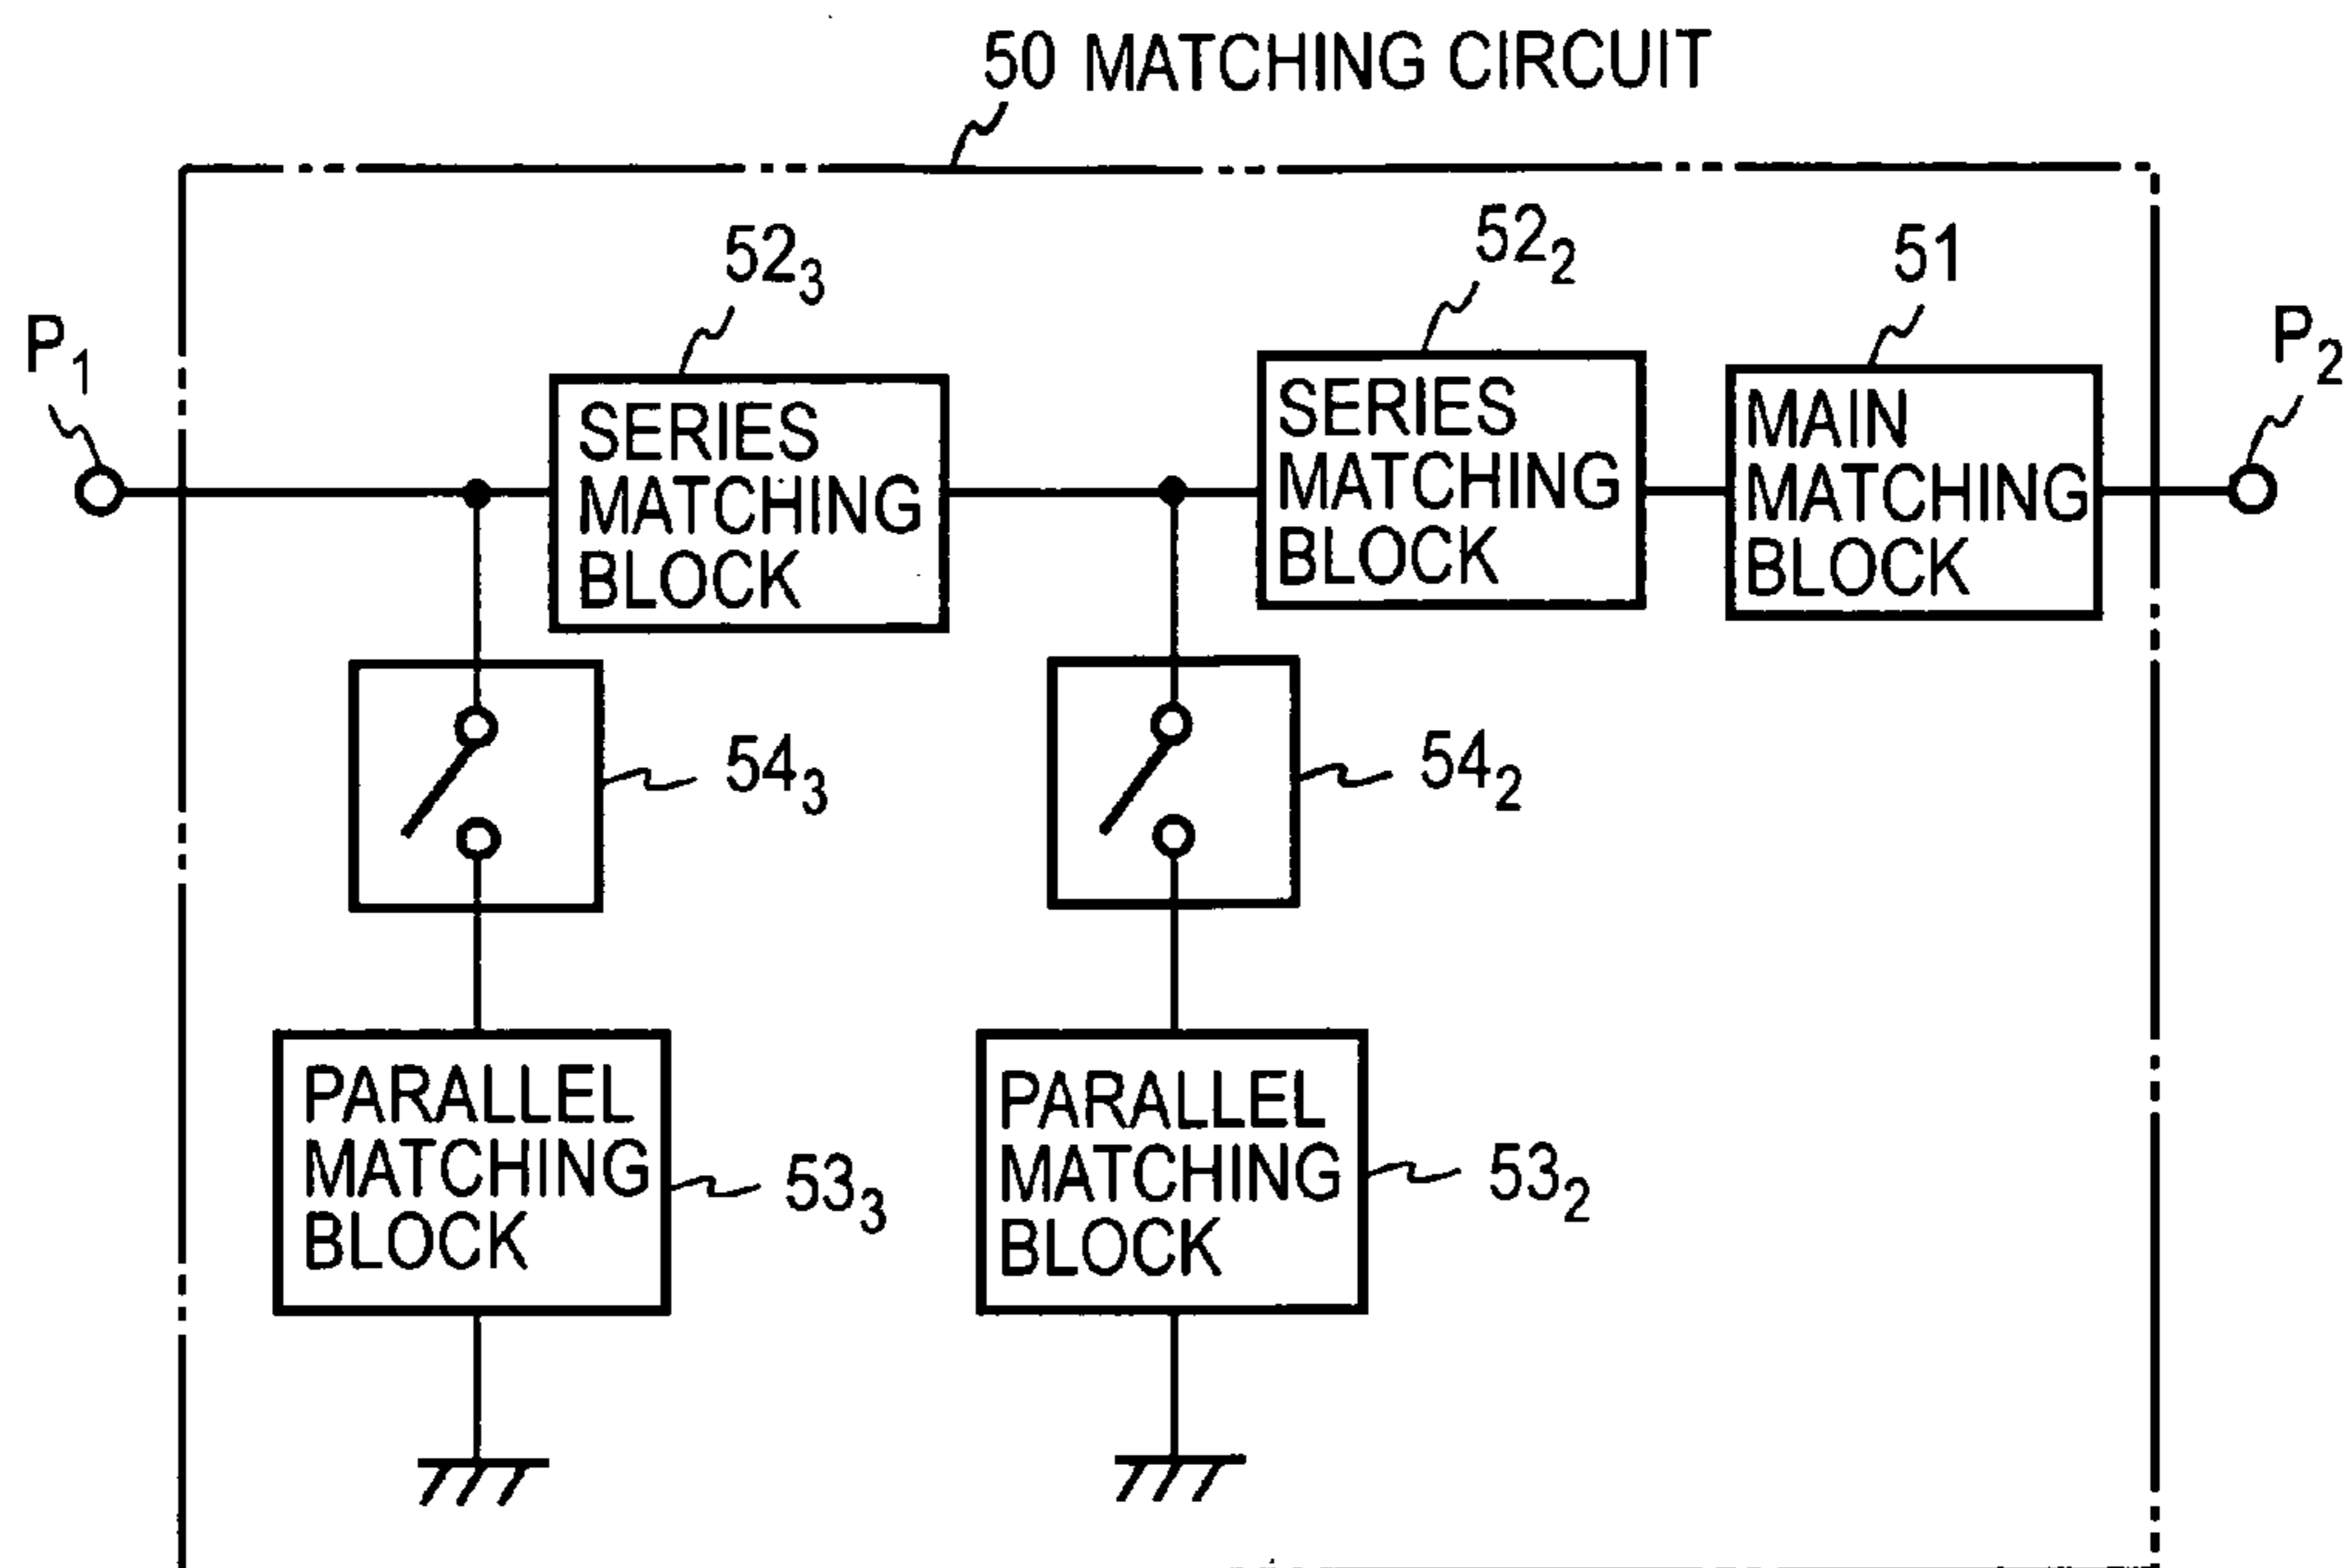 50 MATCHING CIRCUIT
52₃
52₂
51
P₁
P₂
SERIES
MATCHING
BLOCK
SERIES
MATCHING
BLOCK
MAIN
MATCHING
BLOCK
54₃
54₂
PARALLEL
MATCHING
BLOCK
53₃
PARALLEL
MATCHING
BLOCK
53₂